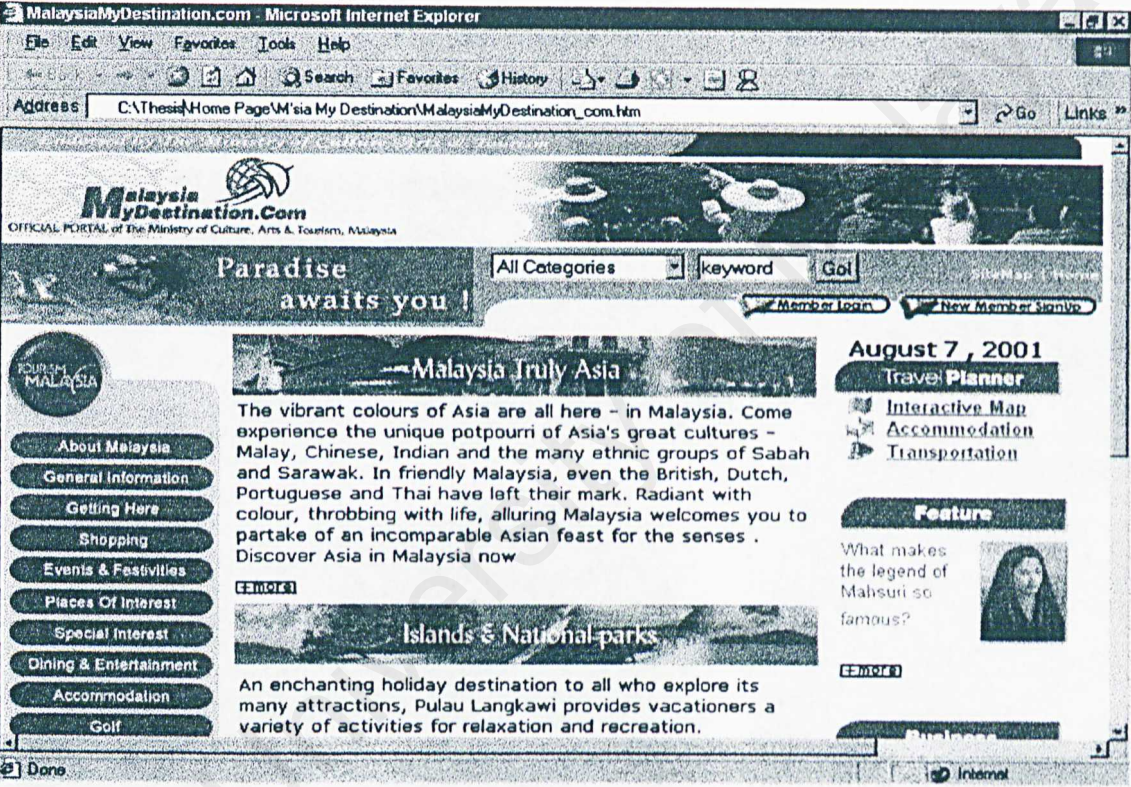 MalaysiaMyDestination.com - Microsoft Internet Explorer
File Edit View Favorites Tools Help
Search Favorites History
Address C:\Thesis\Home Page\M'sia My Destination\MalaysiaMyDestination_com.htm Go Links »
Malaysia
MyDestination.Com
OFFICIAL PORTAL of The Ministry of Culture, Arts & Tourism, Malaysia
Paradise
awaits you !
All Categories keyword Go!
SiteMap | Home
Member Login New Member SignUp
TOURISM
MALAYSIA
About Malaysia
General Information
Getting Here
Shopping
Events & Festivities
Places Of Interest
Special Interest
Dining & Entertainment
Accommodation
Golf
Malaysia Truly Asia
The vibrant colours of Asia are all here – in Malaysia. Come
experience the unique potpourri of Asia's great cultures –
Malay, Chinese, Indian and the many ethnic groups of Sabah
and Sarawak. In friendly Malaysia, even the British, Dutch,
Portuguese and Thai have left their mark. Radiant with
colour, throbbing with life, alluring Malaysia welcomes you to
partake of an incomparable Asian feast for the senses .
Discover Asia in Malaysia now
more
Islands & National parks
An enchanting holiday destination to all who explore its
many attractions, Pulau Langkawi provides vacationers a
variety of activities for relaxation and recreation.
August 7 , 2001
Travel Planner
Interactive Map
Accommodation
Transportation
Feature
What makes
the legend of
Mahsuri so
famous?
more
Business
Done
Internet